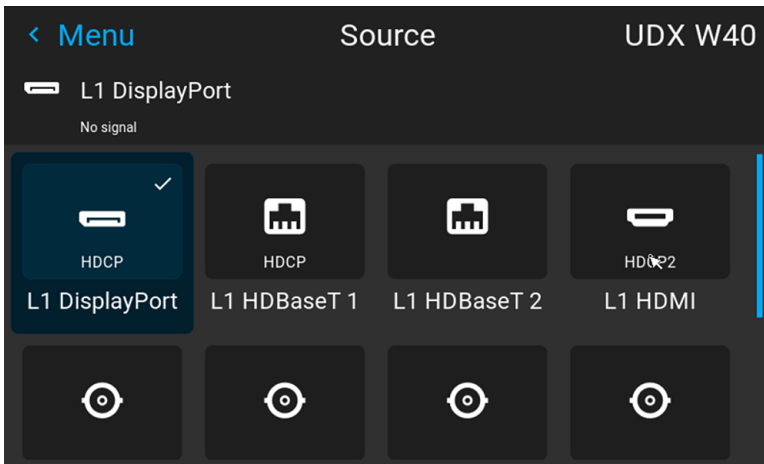 Menu
Source
UDX W40
L1 DisplayPort
No signal
HDCP
HDCP
HDCP2
L1 DisplayPort
L1 HDBaseT 1
L1 HDBaseT 2
L1 HDMI